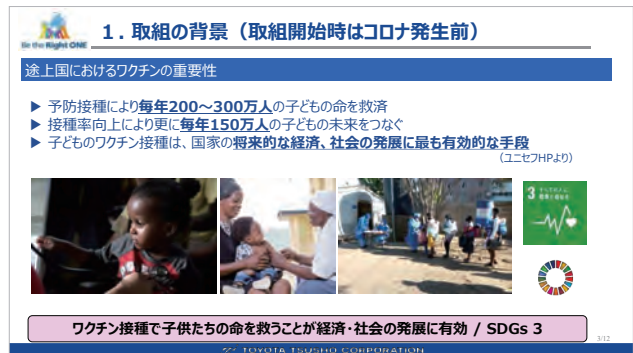 Be the Right ONE
1. 取組の背景（取組開始時はコロナ発生前）
途上国におけるワクチンの重要性
▶ 予防接種により毎年200～300万人の子どもの命を救済
▶ 接種率向上により更に毎年150万人の子どもの未来をつなぐ
▶ 子どものワクチン接種は、国家の将来的な経済、社会の発展に最も有効的な手段
（ユニセフHPより）
3 すべての人に
健康と福祉を
ワクチン接種で子供たちの命を救うことが経済・社会の発展に有効 / SDGs 3
3/12
TOYOTA TSUSHO CORPORATION